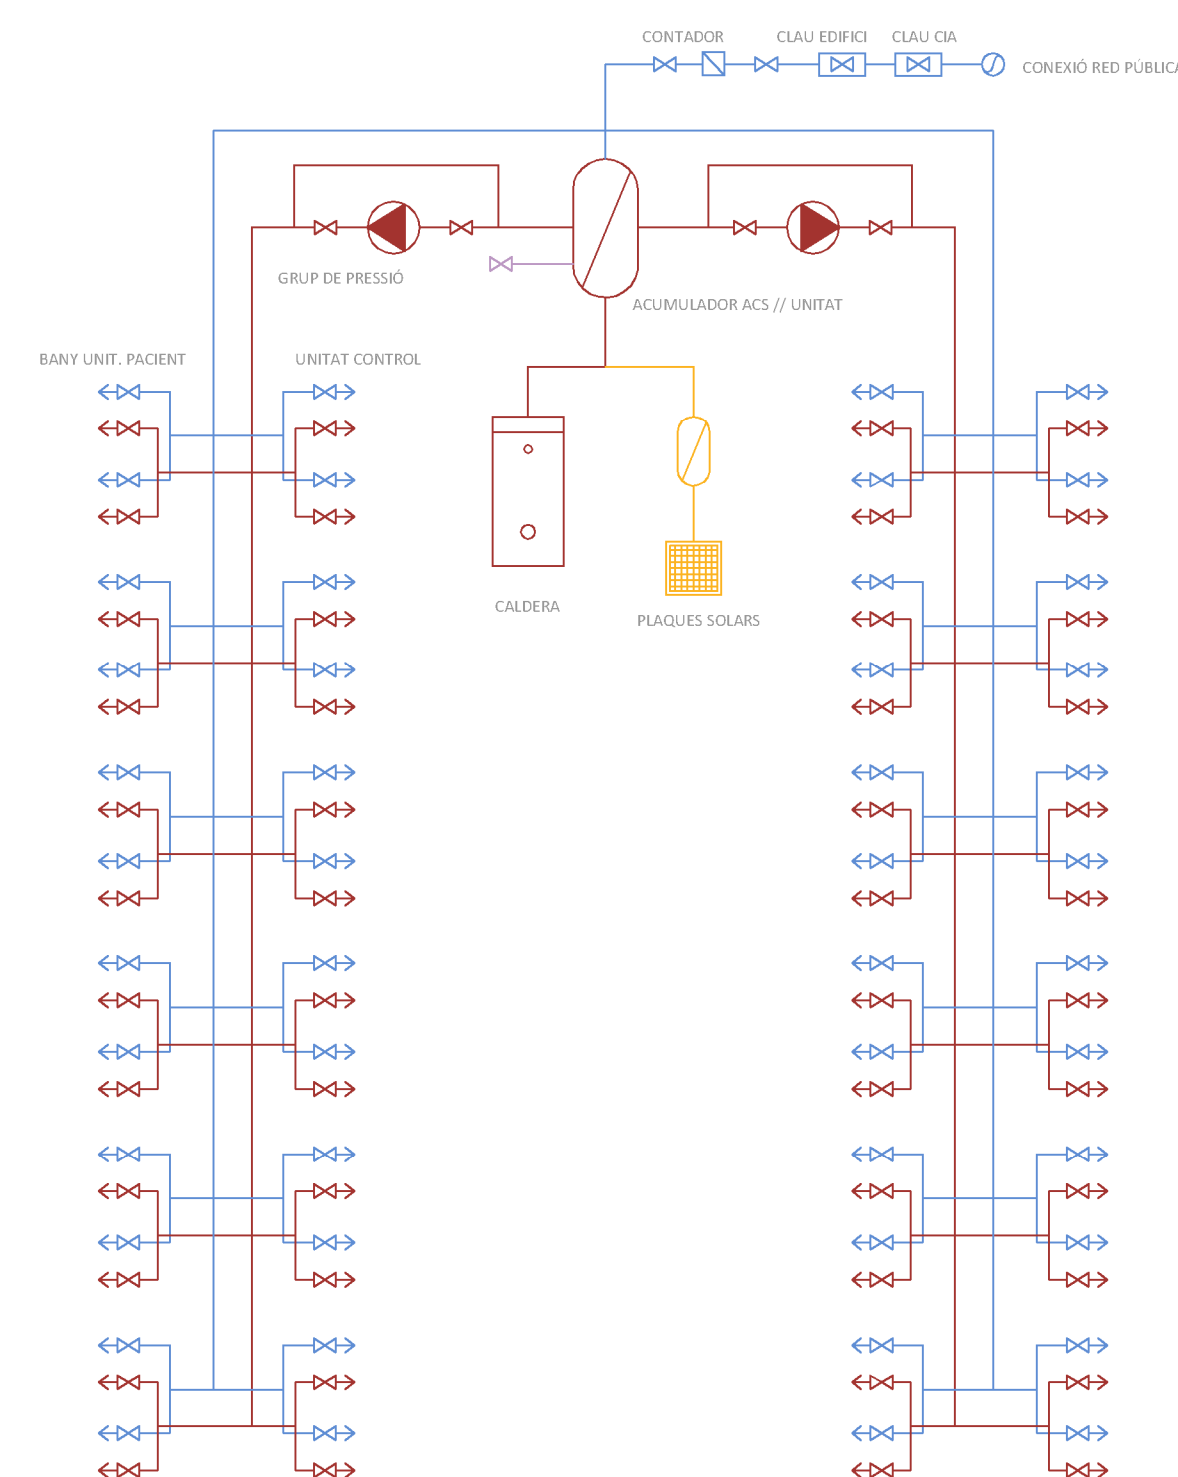 CONTADOR
CLAU EDIFICI
CLAU CIA
CONEXIÓ RED PÚBLICA
GRUP DE PRESSIÓ
ACUMULADOR ACS // UNITAT
BANY UNIT. PACIENT
UNITAT CONTROL
CALDERA
PLAQUES SOLARS